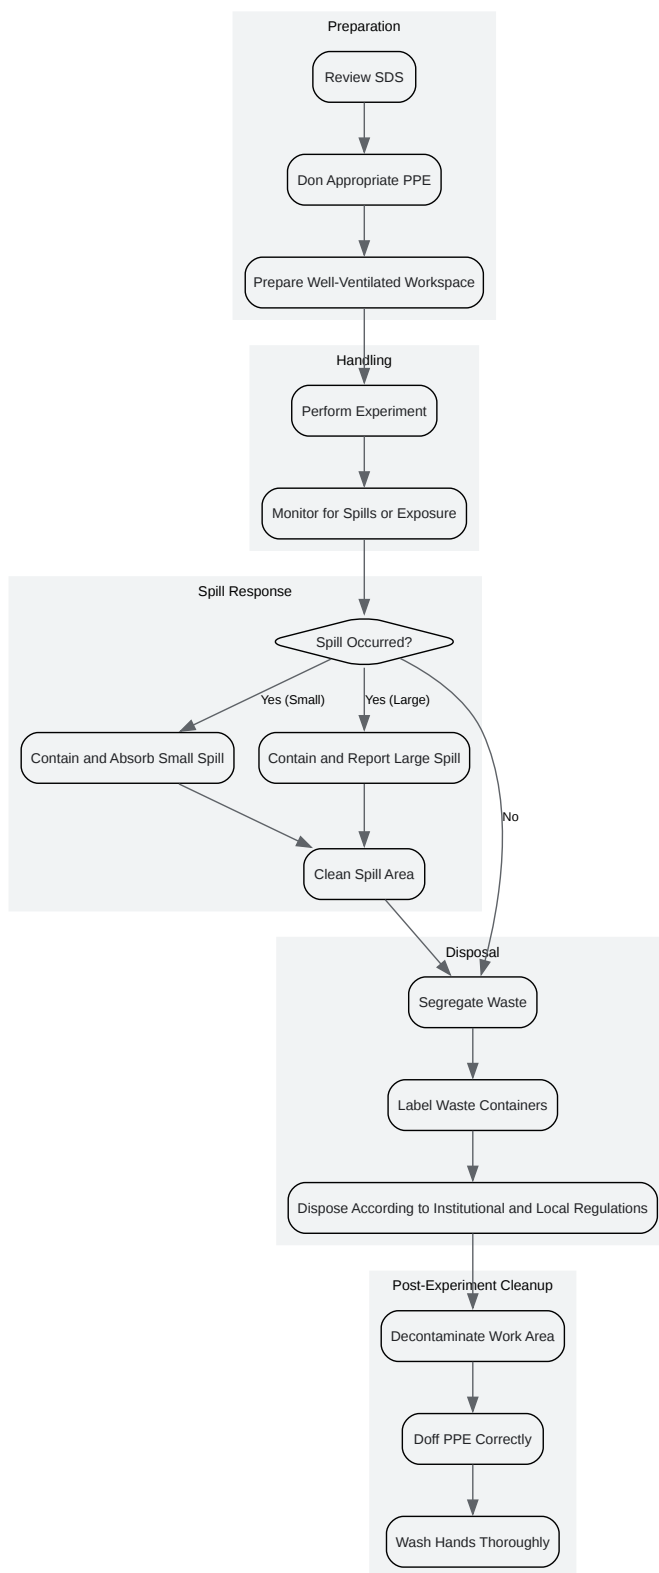 Preparation
Review SDS
Don Appropriate PPE
Prepare Well-Ventilated Workspace
Handling
Perform Experiment
Monitor for Spills or Exposure
Spill Response
Spill Occurred?
Yes (Small)
Yes (Large)
Contain and Absorb Small Spill
Contain and Report Large Spill
No
Clean Spill Area
Disposal
Segregate Waste
Label Waste Containers
Dispose According to Institutional and Local Regulations
Post-Experiment Cleanup
Decontaminate Work Area
Doff PPE Correctly
Wash Hands Thoroughly